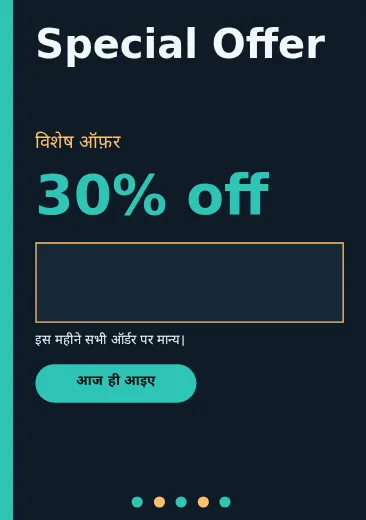 Special Offer
विशेष ऑफ़र
30% off
इस महीने सभी ऑर्डर पर मान्य|
आज ही आइए